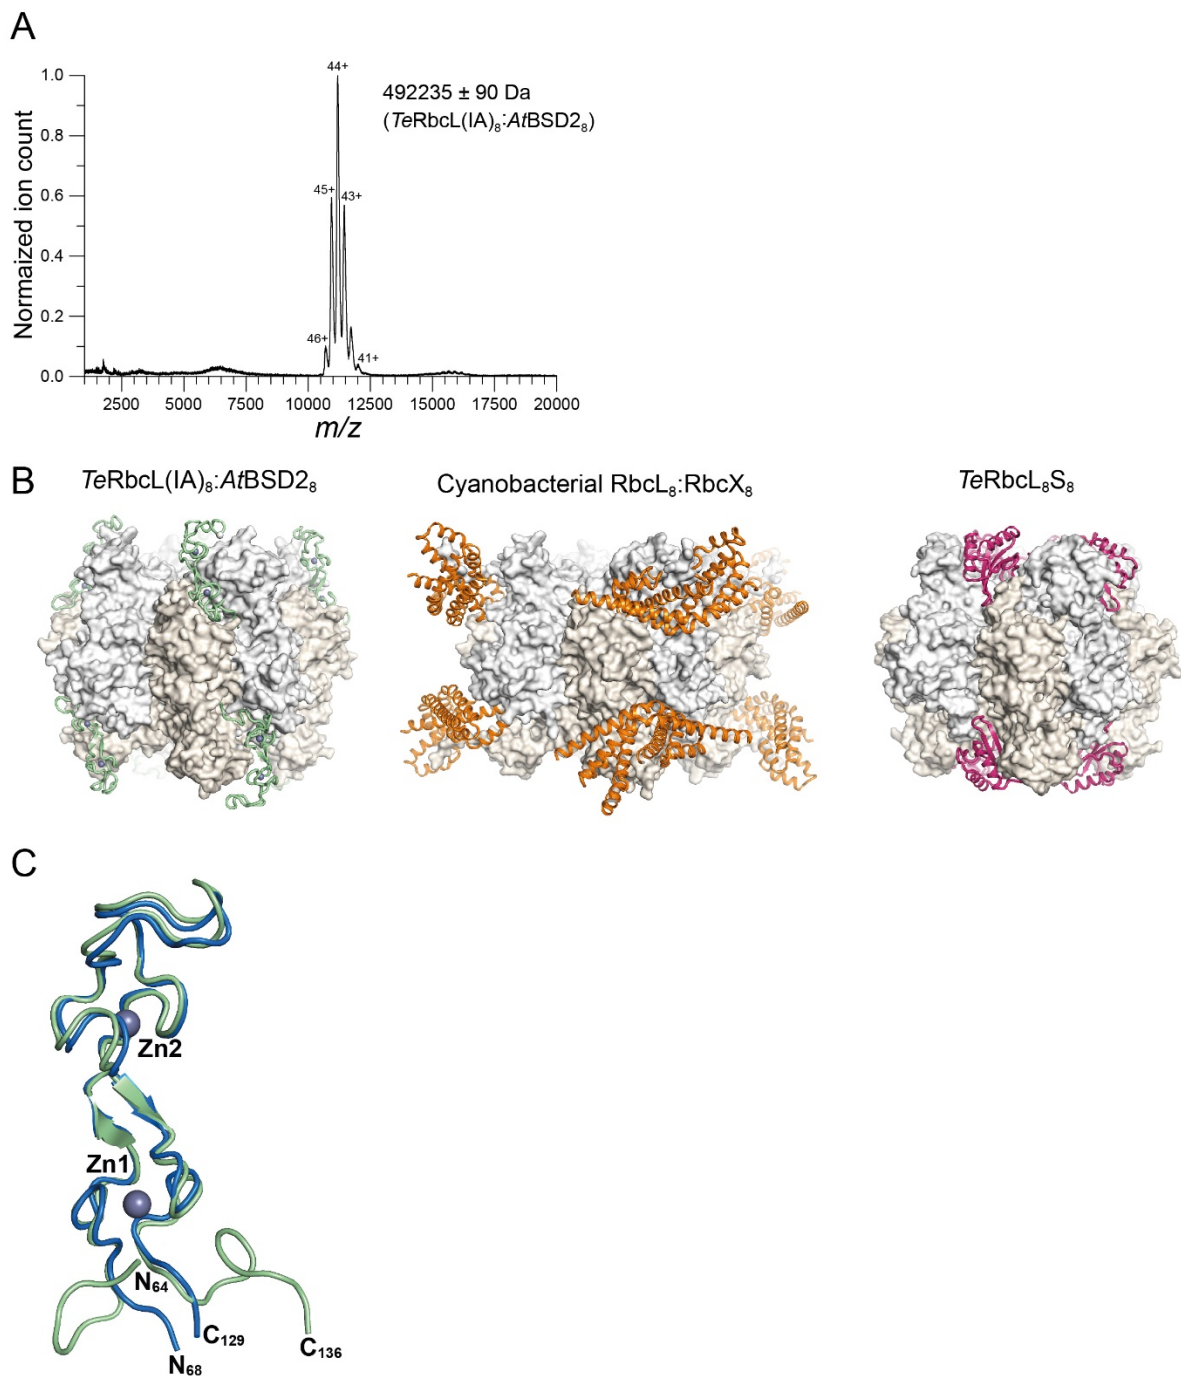 A
44+
492235 ± 90 Da
(TeRbcL(IA)₈:AtBSD2₈)
45+
43+
46+
41+
Normaized ion count
1.0
0.8
0.6
0.4
0.2
0.0
2500 5000 7500 10000 12500 15000 17500 20000
m/z
B
TeRbcL(IA)₈:AtBSD2₈
Cyanobacterial RbcL₈:RbcX₈
TeRbcL₈S₈
C
Zn2
Zn1
N₆₄
C₁₂₉
C₁₃₆
N₆₈